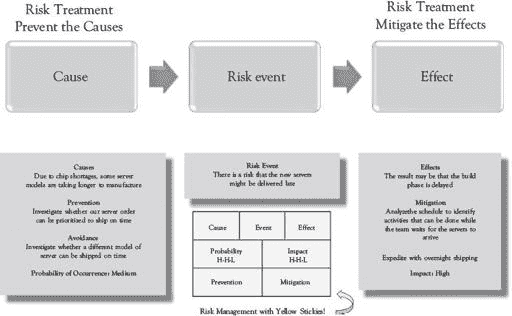 Risk Treatment
Prevent the Causes
Risk Treatment
Mitigate the Effects
Cause
Risk event
Effect
Causes
Due to chip shortages, some server
models are taking longer to manufacture
Prevention
Investigate whether our server order
can be prioritised to ship on time
Avoidance
Investigate whether a different model of
server can be shipped on time
Probability of Occurrence: Medium
Risk Event
There is a risk that the new servers
might be delivered late
Cause
Event
Effect
Probability
H-H-L
Impact
H-H-L
Prevention
Mitigation
Risk Management with Yellow Stickies!
Effects
The result may be that the build
phase is delayed
Mitigation
Analyzethe schedule to identify
activities that can be done while
the team waits for the servers to
arrive
Expedite with overnight shipping
Impact: High